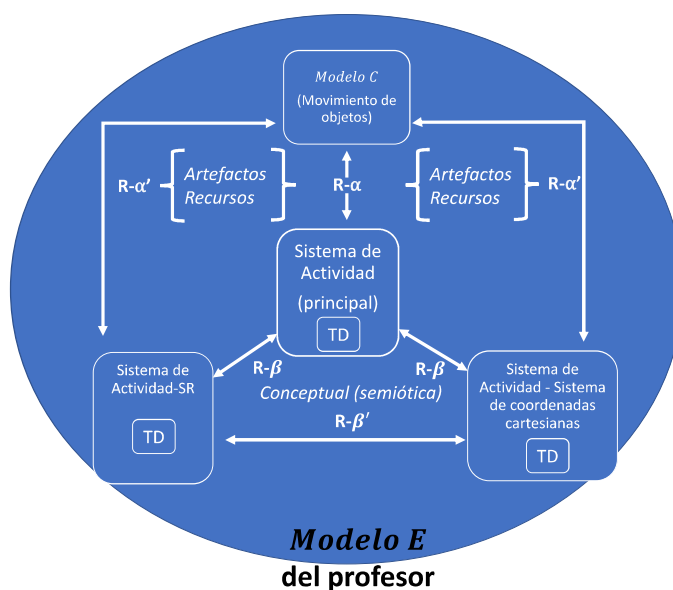 Modelo C
(Movimiento de
objetos)
R-α’
Artefactos
Recursos
R-α
Artefactos
Recursos
R-α’
Sistema de
Actividad
(principal)
TD
Sistema de
Actividad-SR
TD
R-β
Conceptual (semiótica)
R-β
R-β′
Sistema de
Actividad - Sistema
de coordenadas
cartesianas
TD
Modelo E
del profesor